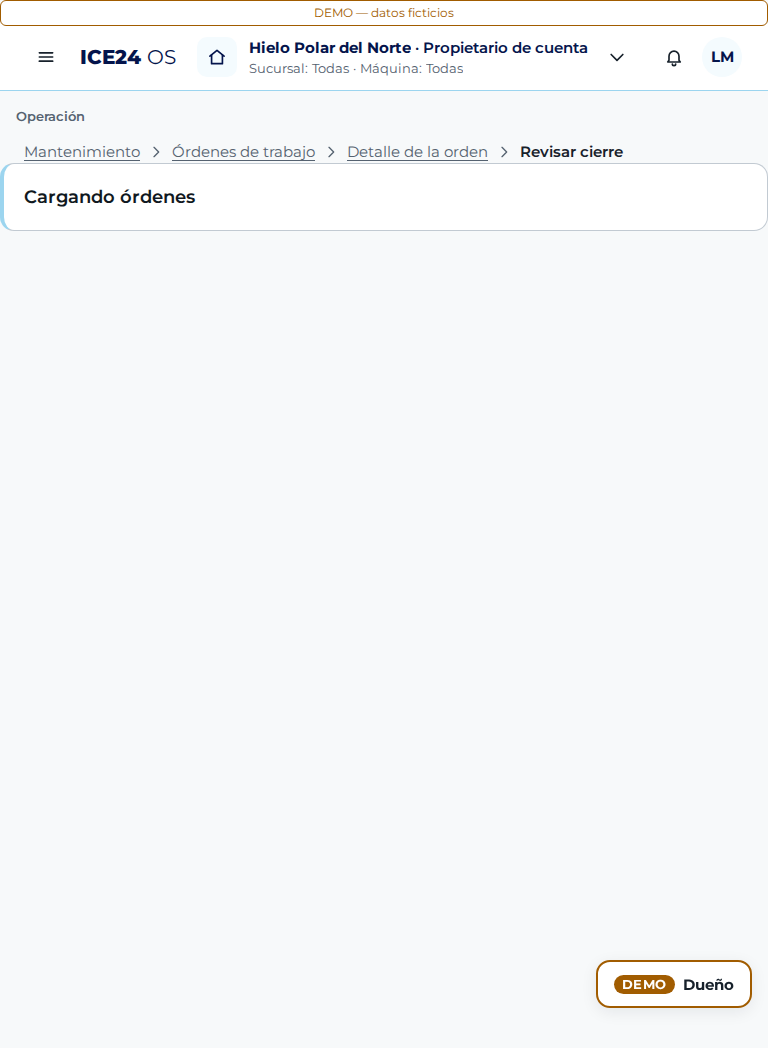 DEMO — datos ficticios
ICE24 OS
Hielo Polar del Norte · Propietario de cuenta
Sucursal: Todas · Máquina: Todas
LM
Operación
Mantenimiento > Órdenes de trabajo > Detalle de la orden > Revisar cierre
Cargando órdenes
DEMO Dueño